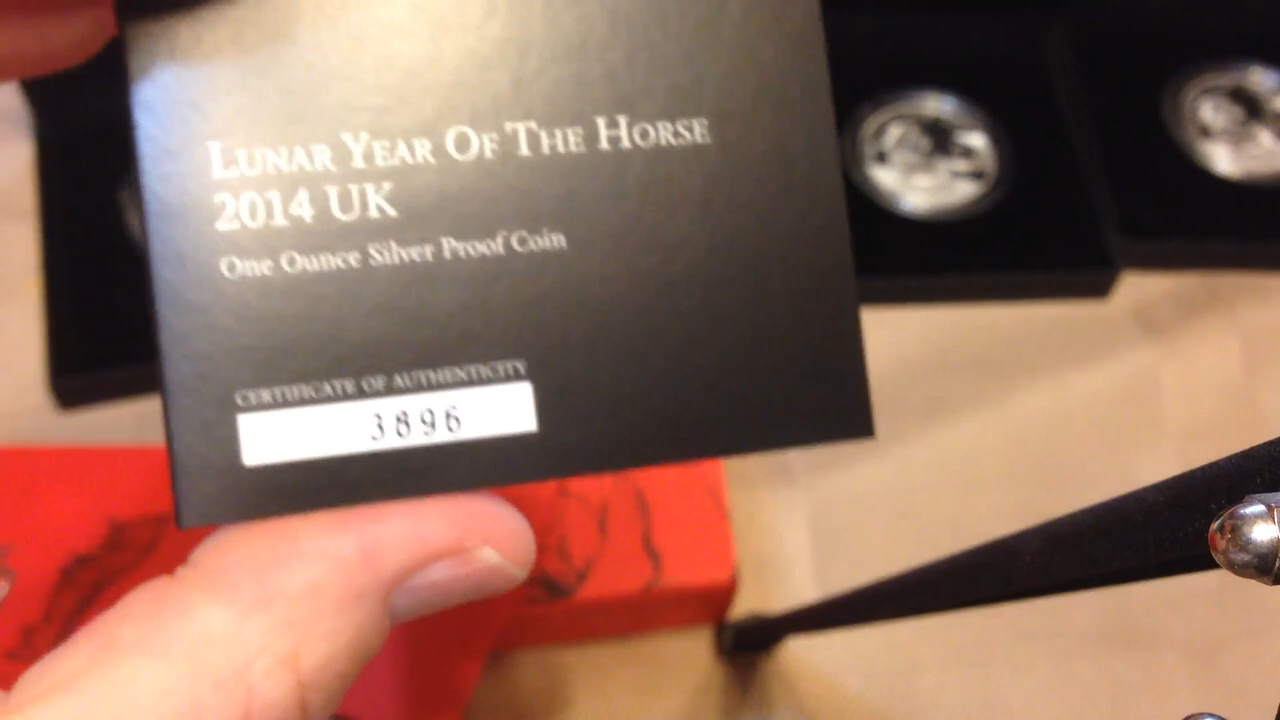 LUNAR YEAR OF THE HORSE
2014 UK
One Ounce Silver Proof Coin
CERTIFICATE OF AUTHENTICITY
3896